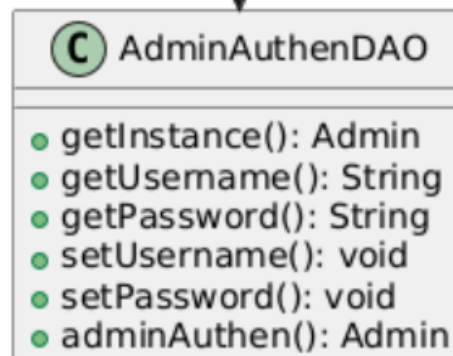 C AdminAuthenDAO
getInstance(): Admin
getUsername(): String
getPassword(): String
setUsername(): void
setPassword(): void
adminAuthen(): Admin